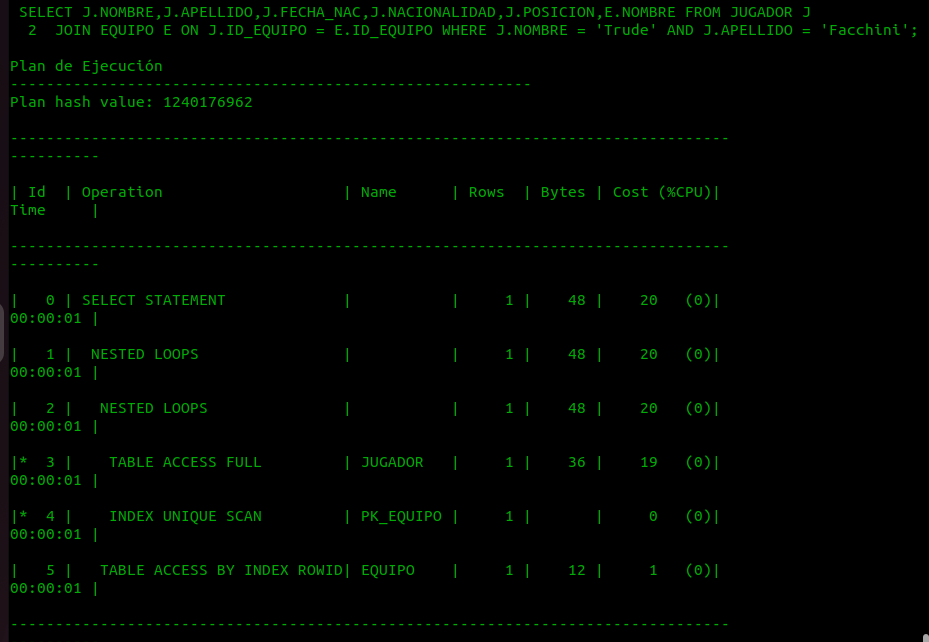 SELECT J.NOMBRE,J.APELLIDO,J.FECHA_NAC,J.NACIONALIDAD,J.POSICION,E.NOMBRE FROM JUGADOR J
  2  JOIN EQUIPO E ON J.ID_EQUIPO = E.ID_EQUIPO WHERE J.NOMBRE = 'Trude' AND J.APELLIDO = 'Facchini';

Plan de Ejecución
----------------------------------------------------------
Plan hash value: 1240176962

--------------------------------------------------------------------------------
----------

| Id  | Operation                    | Name      | Rows  | Bytes | Cost (%CPU)|
Time     |

--------------------------------------------------------------------------------
----------

|   0 | SELECT STATEMENT             |           |     1 |    48 |    20   (0)|
00:00:01 |

|   1 |  NESTED LOOPS                |           |     1 |    48 |    20   (0)|
00:00:01 |

|   2 |   NESTED LOOPS               |           |     1 |    48 |    20   (0)|
00:00:01 |

|*  3 |    TABLE ACCESS FULL         | JUGADOR   |     1 |    36 |    19   (0)|
00:00:01 |

|*  4 |    INDEX UNIQUE SCAN         | PK_EQUIPO |     1 |       |     0   (0)|
00:00:01 |

|   5 |   TABLE ACCESS BY INDEX ROWID| EQUIPO    |     1 |    12 |     1   (0)|
00:00:01 |

--------------------------------------------------------------------------------